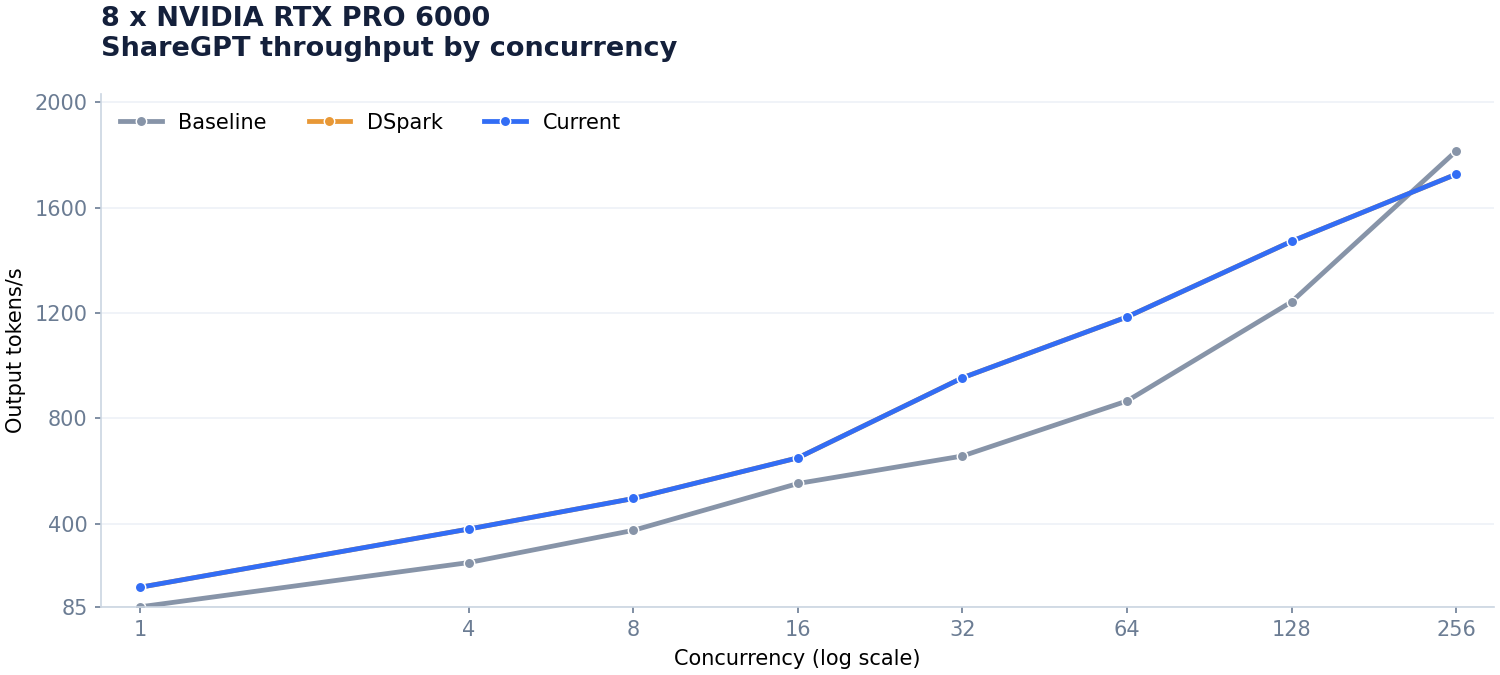 8 x NVIDIA RTX PRO 6000
ShareGPT throughput by concurrency
Baseline DSpark Current
2000
1600
1200
800
400
85
Output tokens/s
1 4 8 16 32 64 128 256
Concurrency (log scale)